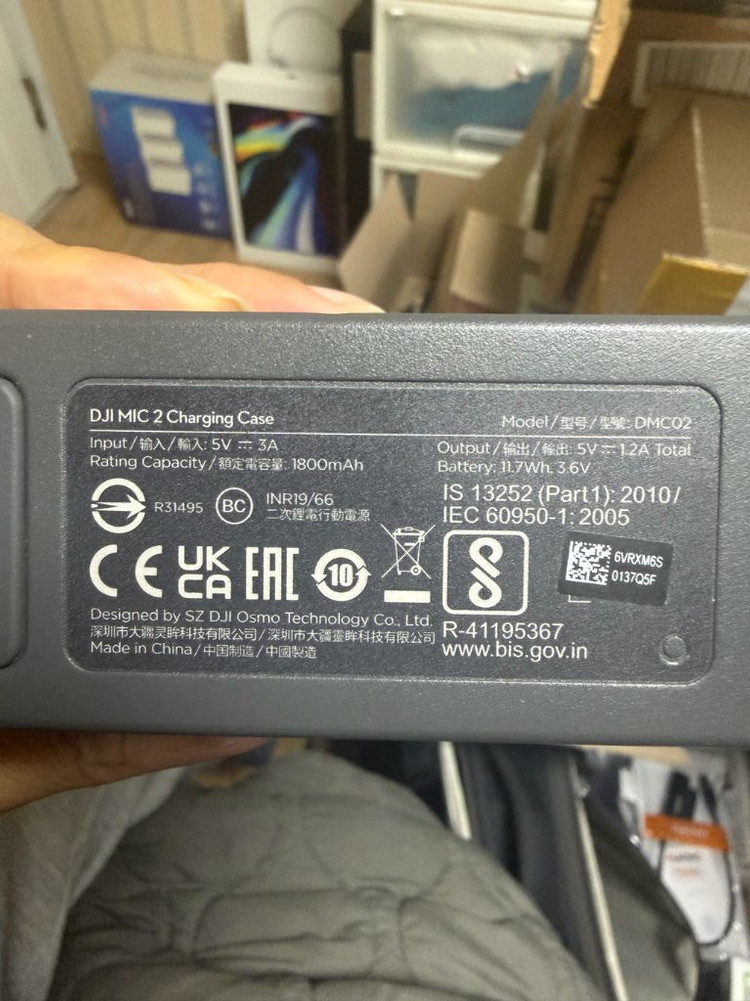 DJI MIC 2 Charging Case
Model/型号/型號: DMC02
Input/输入/輸入: 5V ⎓ 3A
Rating Capacity/額定電容量: 1800mAh
Output/输出/輸出: 5V ⎓ 1.2A Total
Battery: 11.7Wh, 3.6V
R31495
BC
INR19/66
二次鋰電行動電源
IS 13252 (Part1): 2010/
IEC 60950-1: 2005
CE
UK
CA
EAC
10
6VRXM6S
0137Q5F
Designed by SZ DJI Osmo Technology Co., Ltd.
深圳市大疆灵眸科技有限公司/深圳市大疆靈眸科技有限公司
Made in China/中国制造/中國製造
R-41195367
www.bis.gov.in